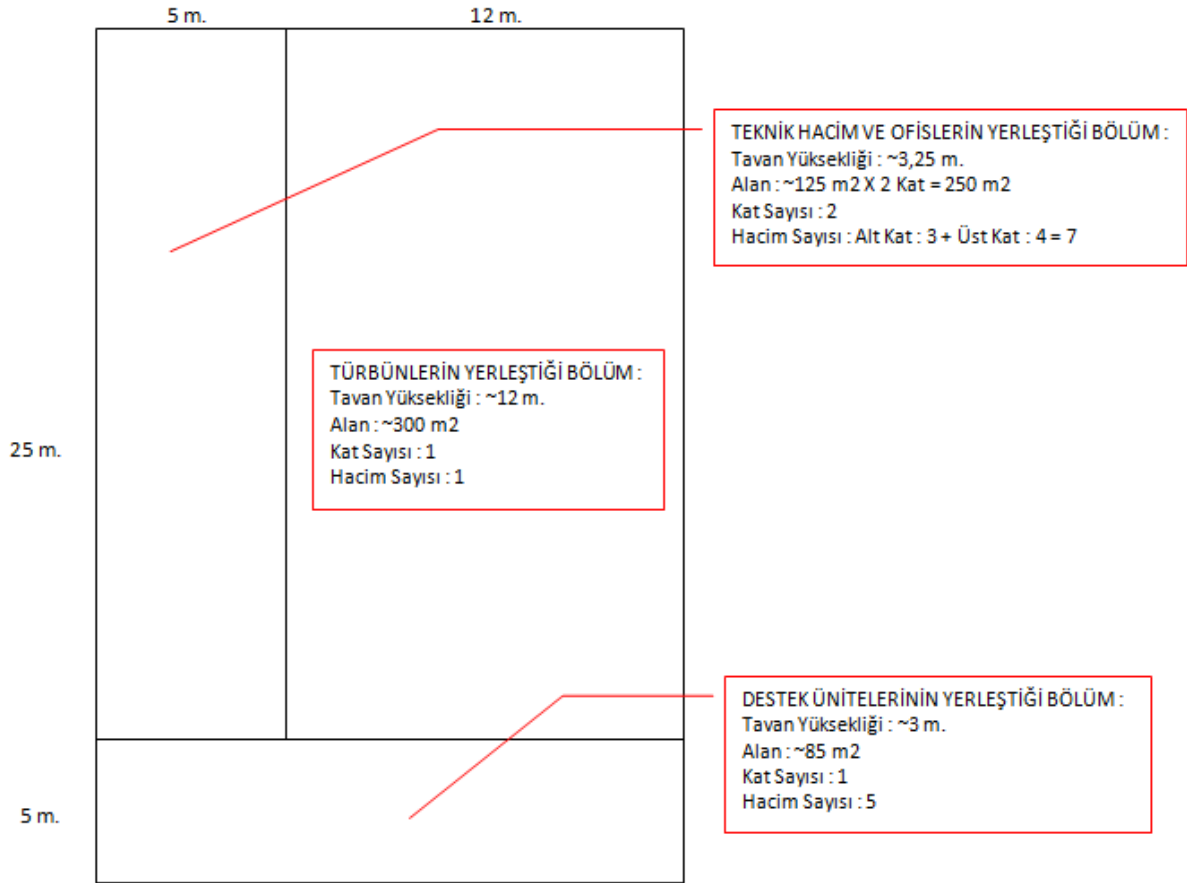 5 m.
12 m.
TEKNİK HACİM VE OFİSLERİN YERLEŞTİĞİ BÖLÜM :
Tavan Yüksekliği : ~3,25 m.
Alan : ~125 m2 X 2 Kat = 250 m2
Kat Sayısı : 2
Hacim Sayısı : Alt Kat : 3 + Üst Kat : 4 = 7
TÜRBÜNLERİN YERLEŞTİĞİ BÖLÜM :
Tavan Yüksekliği : ~12 m.
Alan : ~300 m2
Kat Sayısı : 1
Hacim Sayısı : 1
25 m.
DESTEK ÜNİTELERİNİN YERLEŞTİĞİ BÖLÜM :
Tavan Yüksekliği : ~3 m.
Alan : ~85 m2
Kat Sayısı : 1
Hacim Sayısı : 5
5 m.